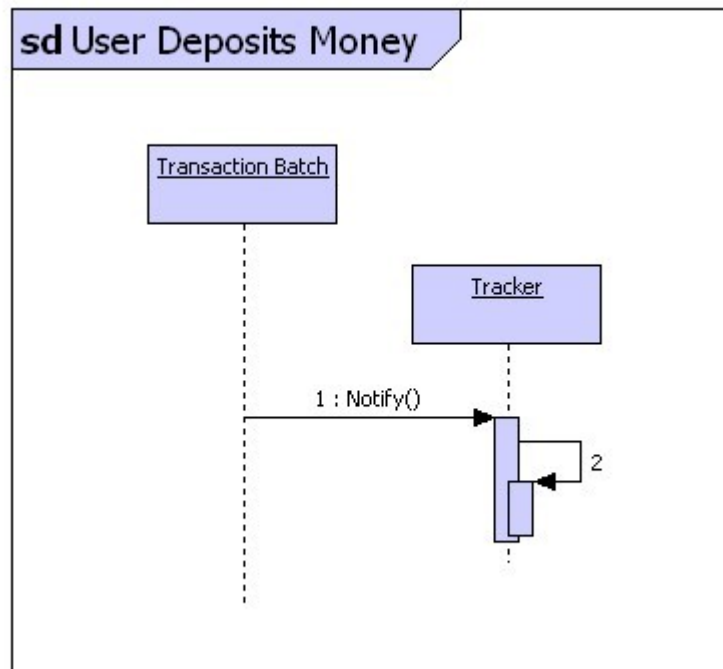 sd User Deposits Money
Transaction Batch
Tracker
1 : Notify()
2